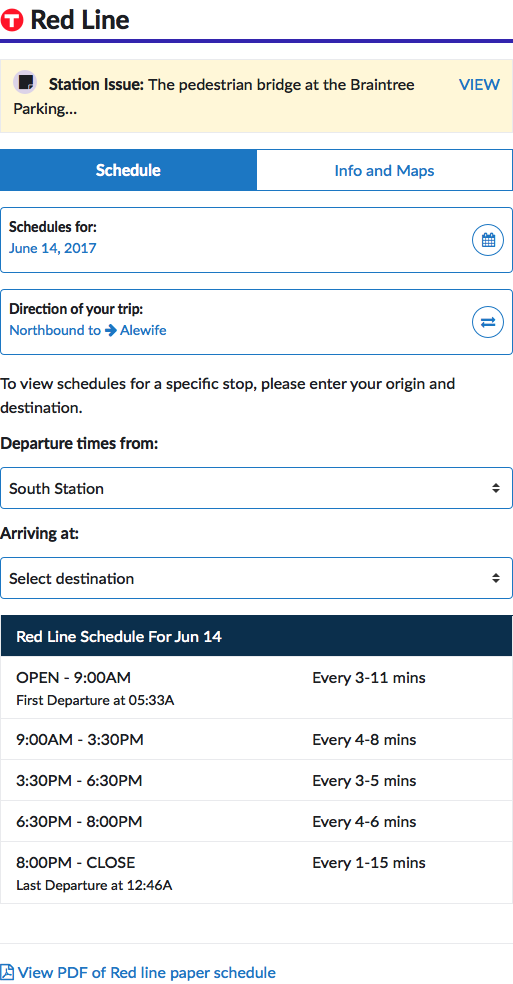 T Red Line
Station Issue: The pedestrian bridge at the Braintree Parking... VIEW
Schedule
Info and Maps
Schedules for:
June 14, 2017
Direction of your trip:
Northbound to → Alewife
To view schedules for a specific stop, please enter your origin and
destination.
Departure times from:
South Station
Arriving at:
Select destination
Red Line Schedule For Jun 14
OPEN - 9:00AM Every 3-11 mins
First Departure at 05:33A
9:00AM - 3:30PM Every 4-8 mins
3:30PM - 6:30PM Every 3-5 mins
6:30PM - 8:00PM Every 4-6 mins
8:00PM - CLOSE Every 1-15 mins
Last Departure at 12:46A
View PDF of Red line paper schedule